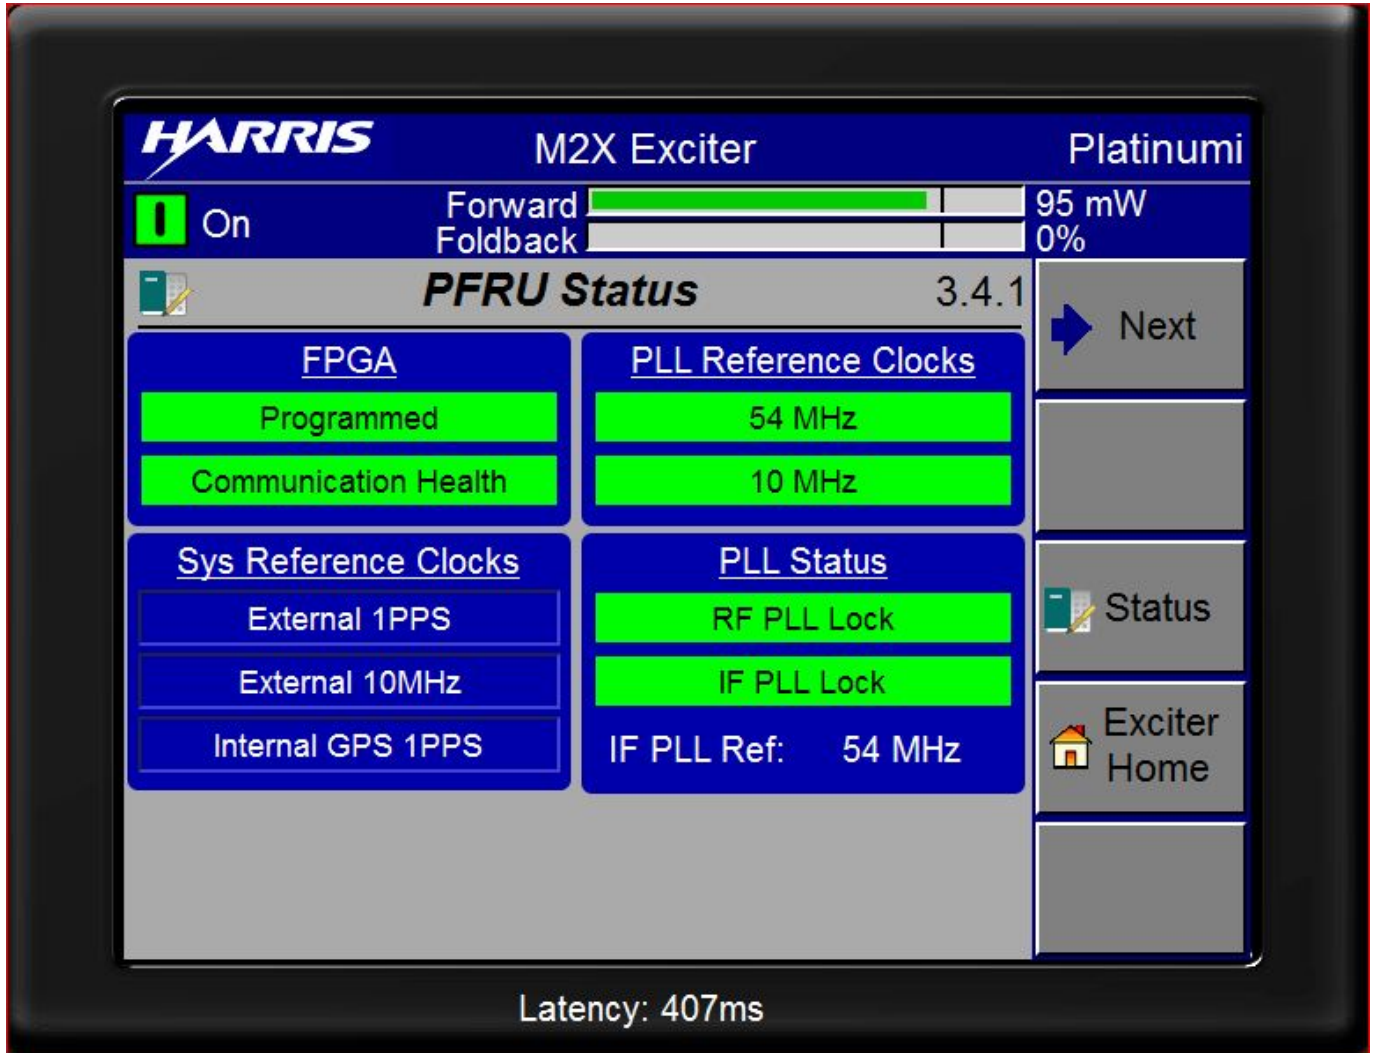 HARRIS M2X Exciter Platinumi
On
Forward 95 mW
Foldback 0%
PFRU Status 3.4.1
Next
FPGA
Programmed
Communication Health
PLL Reference Clocks
54 MHz
10 MHz
Sys Reference Clocks
External 1PPS
External 10MHz
Internal GPS 1PPS
PLL Status
RF PLL Lock
IF PLL Lock
IF PLL Ref: 54 MHz
Status
Exciter
Home
Latency: 407ms